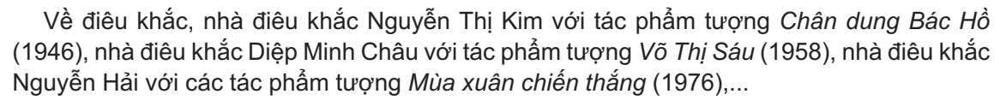 Về điêu khắc, nhà điêu khắc Nguyễn Thị Kim với tác phẩm tượng Chân dung Bác Hồ
(1946), nhà điêu khắc Diệp Minh Châu với tác phẩm tượng Võ Thị Sáu (1958), nhà điêu khắc
Nguyễn Hải với các tác phẩm tượng Mùa xuân chiến thắng (1976),...